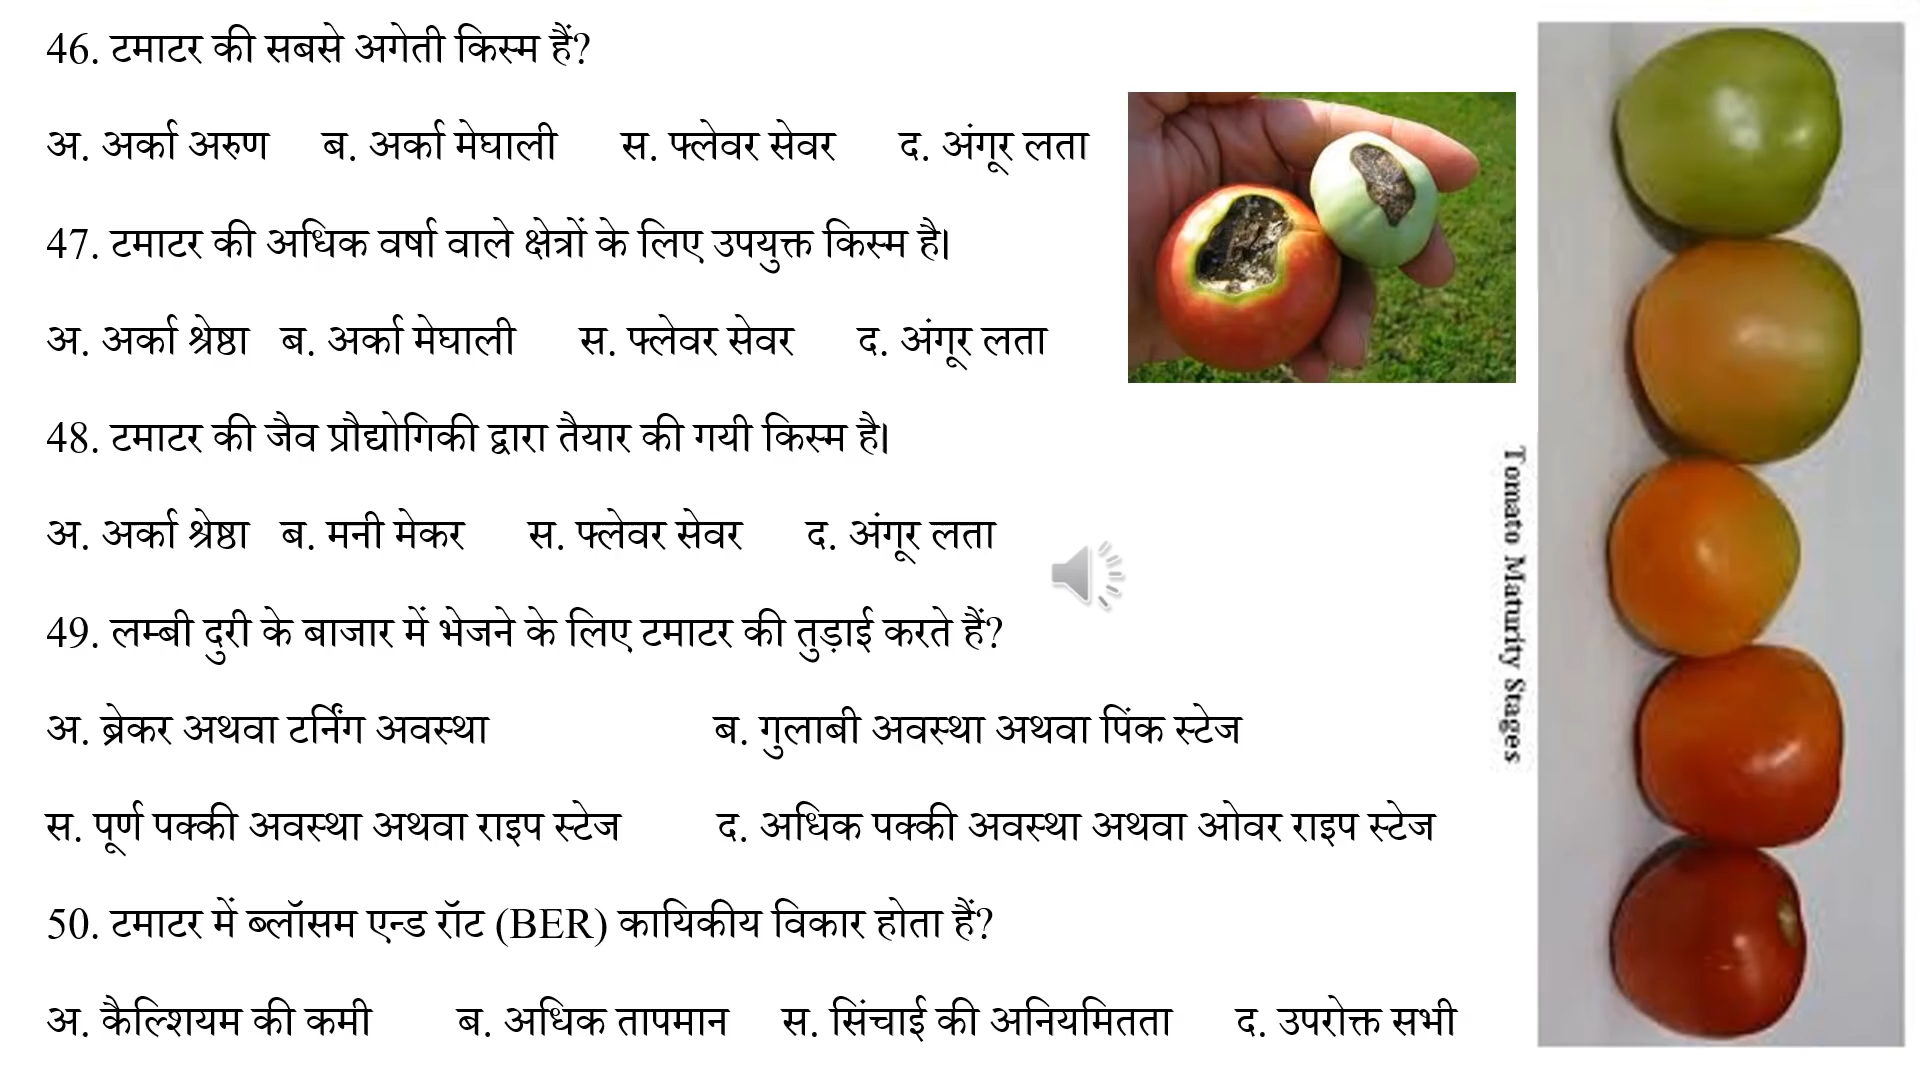 46. टमाटर की सबसे अगेती किस्म हैं?
अ. अर्का अरुण ब. अर्का मेघाली स. फ्लेवर सेवर द. अंगूर लता
47. टमाटर की अधिक वर्षा वाले क्षेत्रों के लिए उपयुक्त किस्म है।
अ. अर्का श्रेष्ठा ब. अर्का मेघाली स. फ्लेवर सेवर द. अंगूर लता
48. टमाटर की जैव प्रौद्योगिकी द्वारा तैयार की गयी किस्म है।
अ. अर्का श्रेष्ठा ब. मनी मेकर स. फ्लेवर सेवर द. अंगूर लता
49. लम्बी दुरी के बाजार में भेजने के लिए टमाटर की तुड़ाई करते हैं?
अ. ब्रेकर अथवा टर्निंग अवस्था ब. गुलाबी अवस्था अथवा पिंक स्टेज
स. पूर्ण पक्की अवस्था अथवा राइप स्टेज द. अधिक पक्की अवस्था अथवा ओवर राइप स्टेज
50. टमाटर में ब्लॉसम एन्ड रॉट (BER) कायिकीय विकार होता हैं?
अ. कैल्शियम की कमी ब. अधिक तापमान स. सिंचाई की अनियमितता द. उपरोक्त सभी
Tomato Maturity Stages